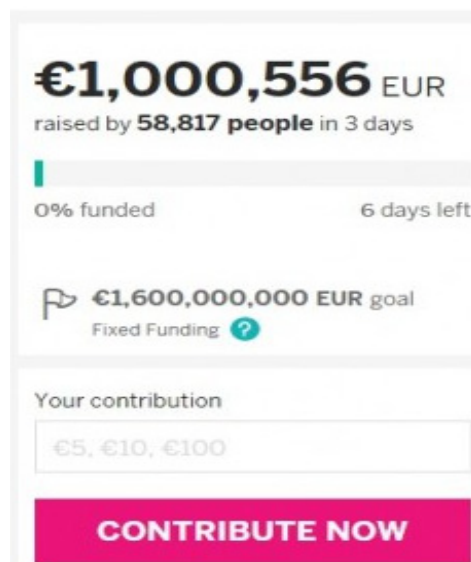 €1,000,556 EUR
raised by 58,817 people in 3 days
0% funded 6 days left
€1,600,000,000 EUR goal
Fixed Funding ?
Your contribution
€5, €10, €100
CONTRIBUTE NOW